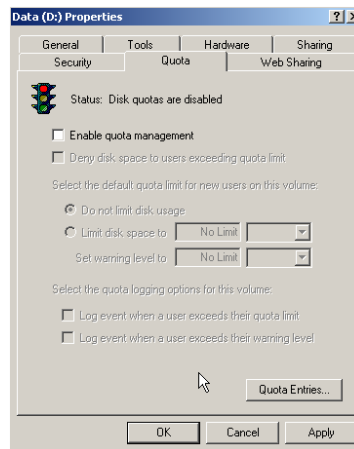 Data (D:) Properties
General Tools Hardware Sharing
Security Quota Web Sharing
Status: Disk quotas are disabled
Enable quota management
Deny disk space to users exceeding quota limit
Select the default quota limit for new users on this volume:
Do not limit disk usage
Limit disk space to No Limit
Set warning level to No Limit
Select the quota logging options for this volume:
Log event when a user exceeds their quota limit
Log event when a user exceeds their warning level
Quota Entries...
OK Cancel Apply